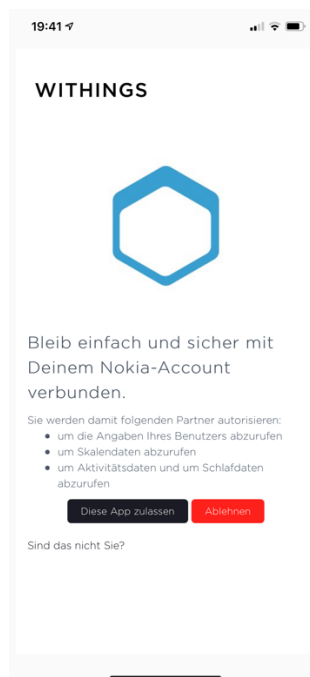 19:41
WITHINGS
Bleib einfach und sicher mit
Deinem Nokia-Account
verbunden.
Sie werden damit folgenden Partner autorisieren:
• um die Angaben Ihres Benutzers abzurufen
• um Skalendaten abzurufen
• um Aktivitätsdaten und um Schlafdaten
abzurufen
Diese App zulassen Ablehnen
Sind das nicht Sie?